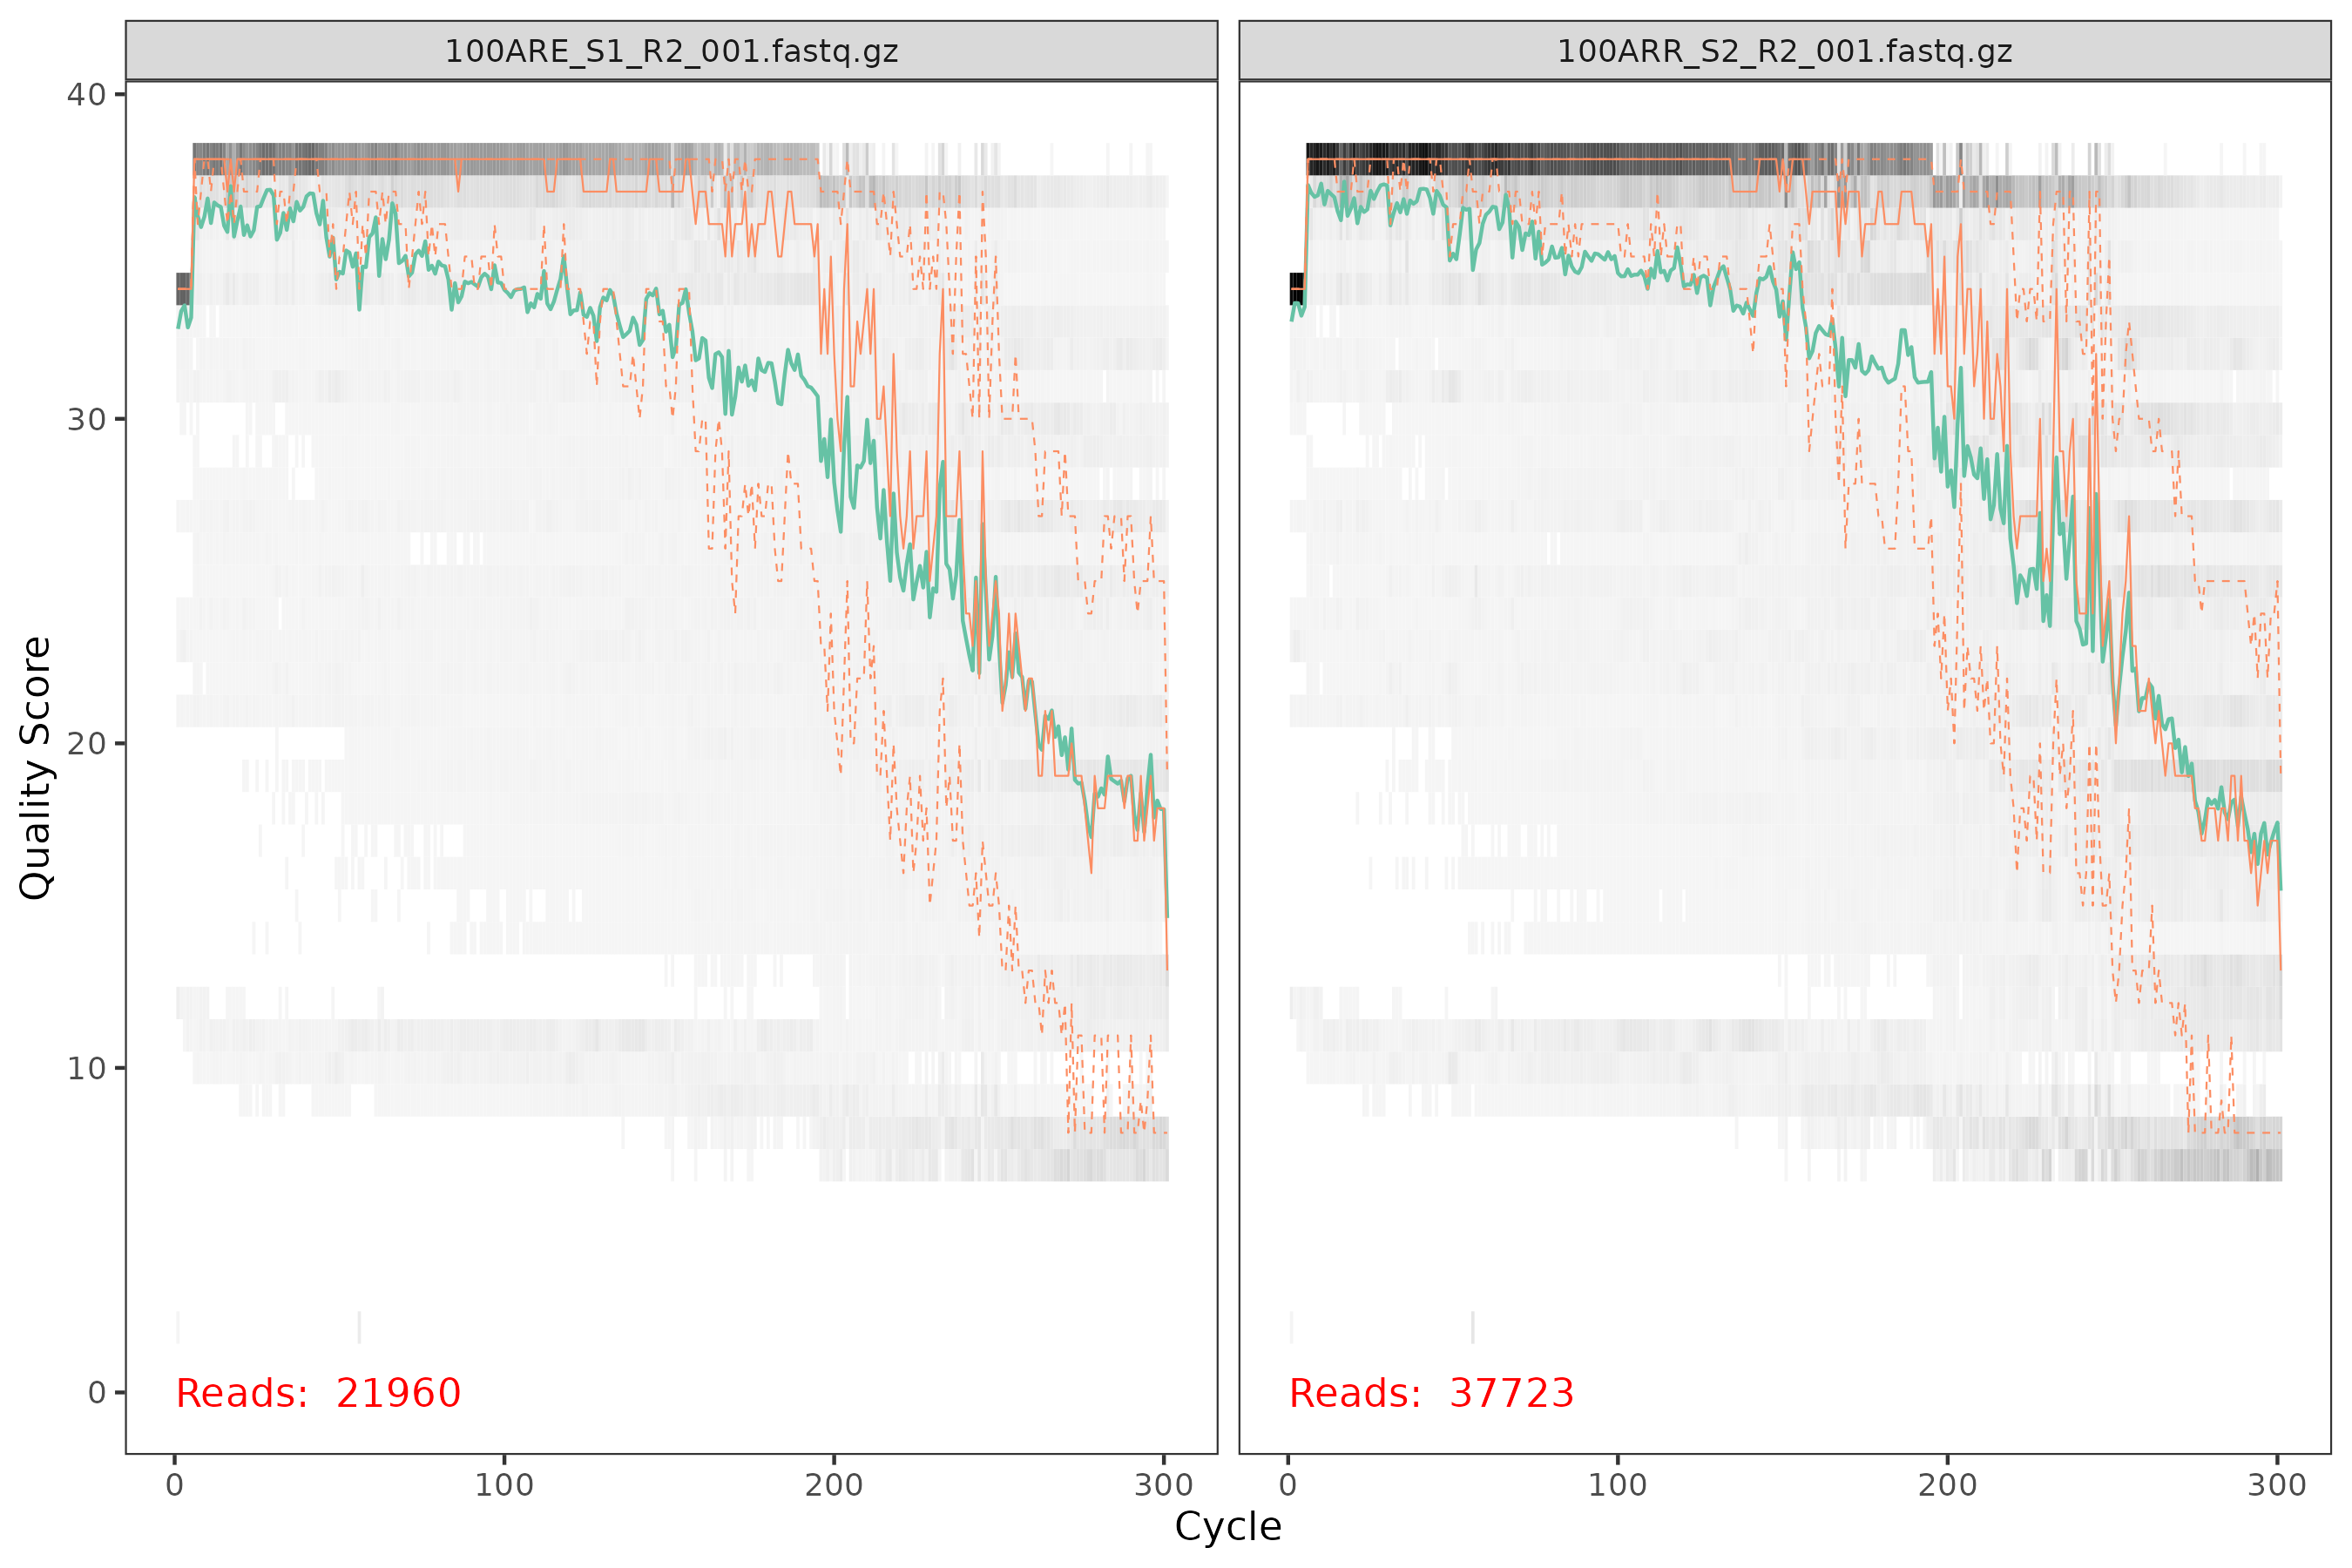 100ARE_S1_R2_001.fastq.gz
100ARR_S2_R2_001.fastq.gz
Quality Score
40
30
20
10
0
Reads: 21960
Reads: 37723
0 100 200 300
0 100 200 300
Cycle